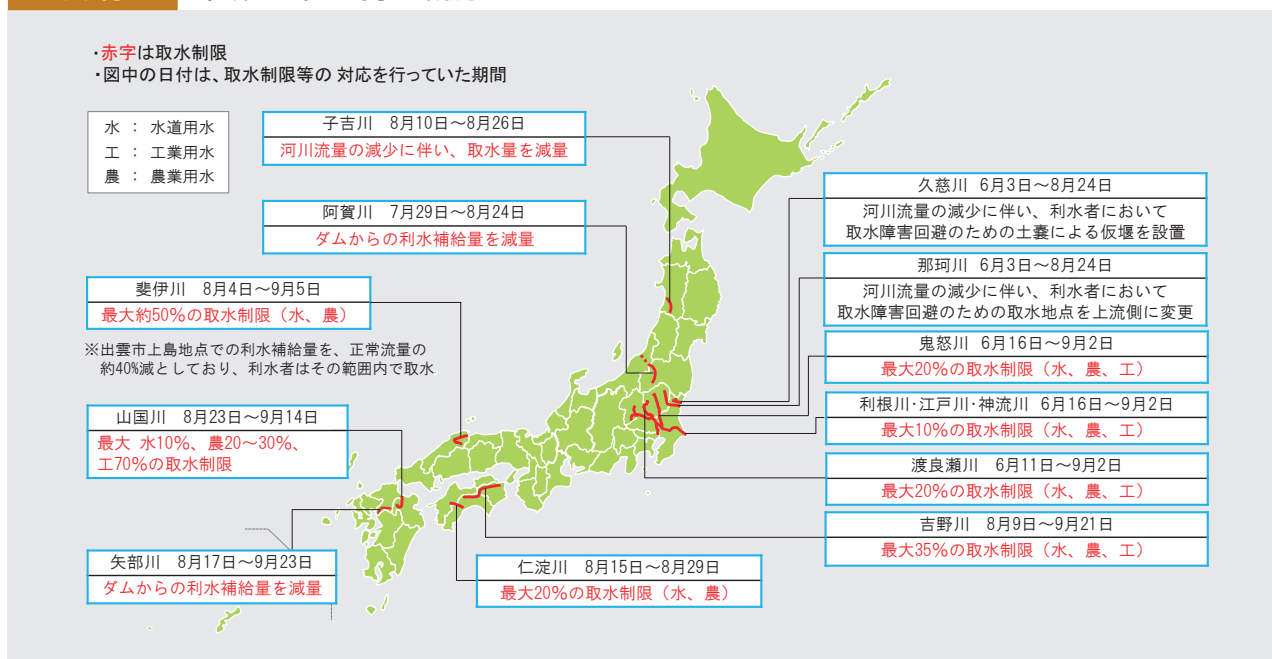 ・赤字は取水制限
・図中の日付は、取水制限等の 対応を行っていた期間
水 ： 水道用水
工 ： 工業用水
農 ： 農業用水
子吉川 8月10日～8月26日
河川流量の減少に伴い、取水量を減量
阿賀川 7月29日～8月24日
ダムからの利水補給量を減量
斐伊川 8月4日～9月5日
最大約50％の取水制限（水、農）
※出雲市上島地点での利水補給量を、正常流量の
約40%減としており、利水者はその範囲内で取水
山国川 8月23日～9月14日
最大 水10％、農20～30％、
工70％の取水制限
矢部川 8月17日～9月23日
ダムからの利水補給量を減量
仁淀川 8月15日～8月29日
最大20％の取水制限（水、農）
久慈川 6月3日～8月24日
河川流量の減少に伴い、利水者において
取水障害回避のための土嚢による仮堰を設置
那珂川 6月3日～8月24日
河川流量の減少に伴い、利水者において
取水障害回避のための取水地点を上流側に変更
鬼怒川 6月16日～9月2日
最大20％の取水制限（水、農、工）
利根川・江戸川・神流川 6月16日～9月2日
最大10％の取水制限（水、農、工）
渡良瀬川 6月11日～9月2日
最大20％の取水制限（水、農、工）
吉野川 8月9日～9月21日
最大35％の取水制限（水、農、工）